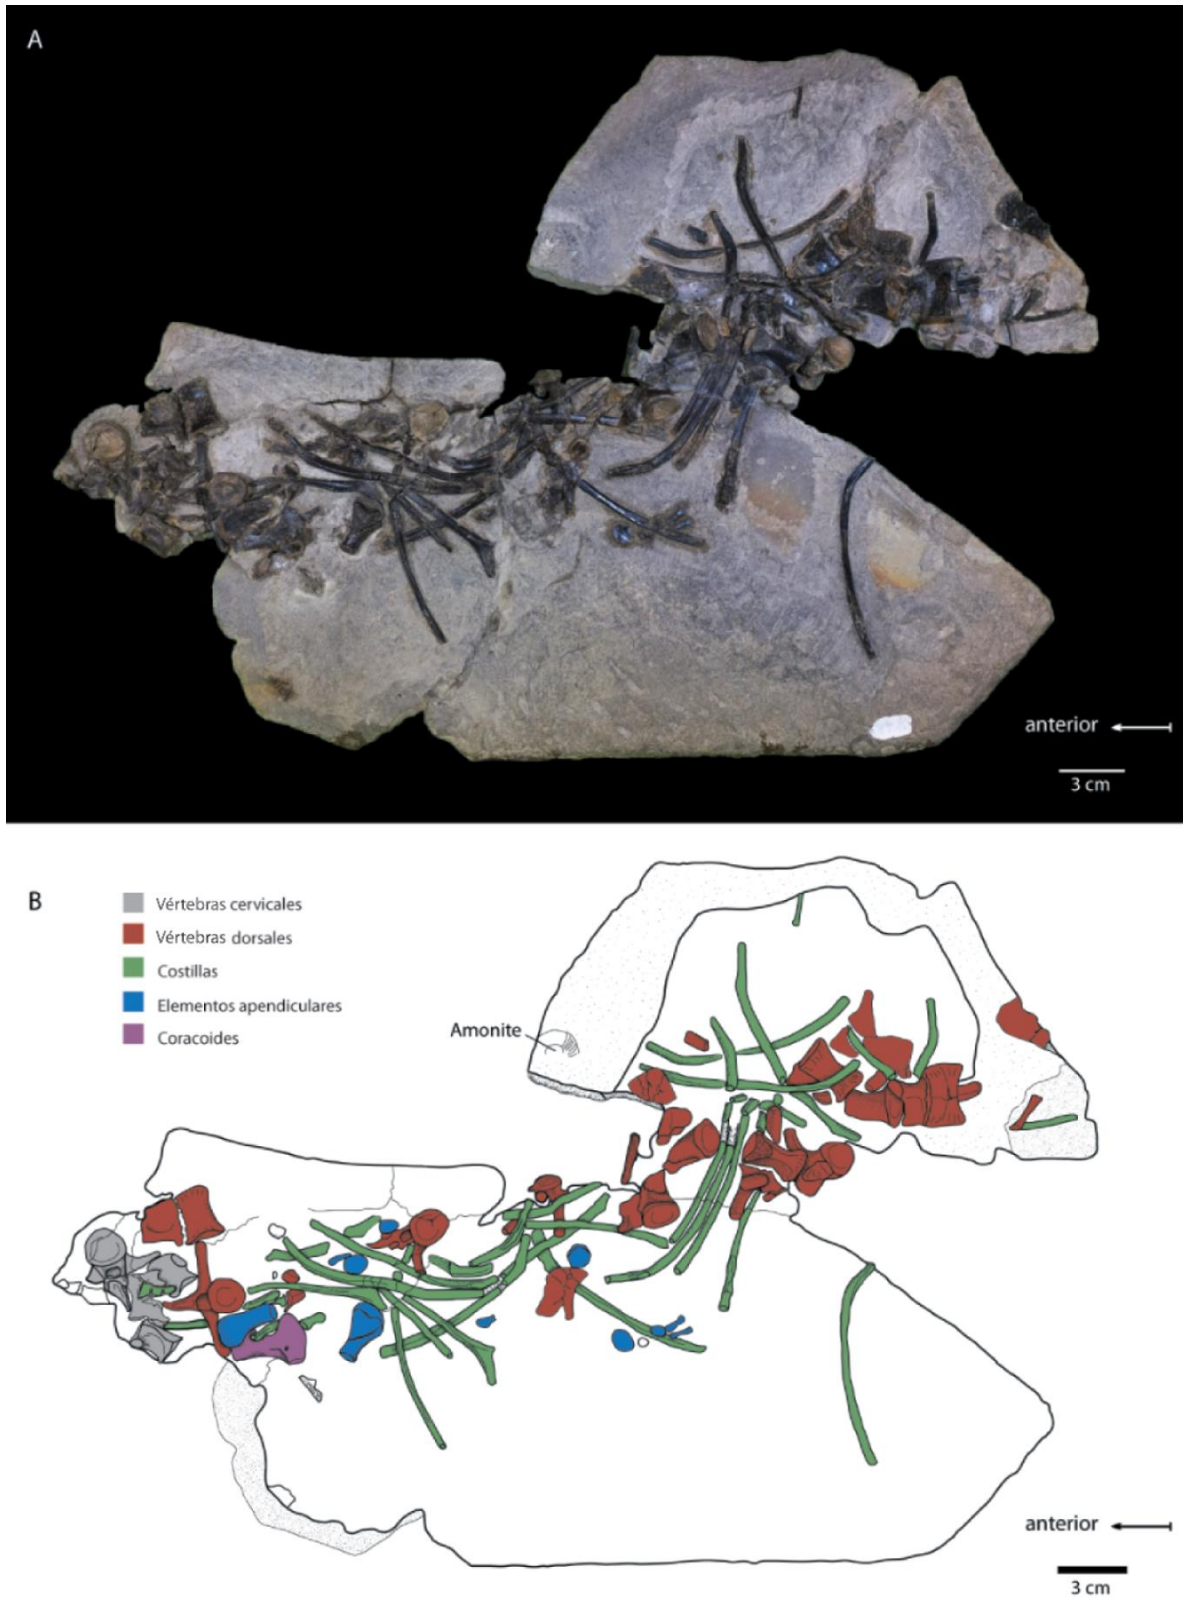 A
anterior
3 cm
B
Vértebras cervicales
Vértebras dorsales
Costillas
Elementos apendiculares
Coracoides
Amonite
anterior
3 cm